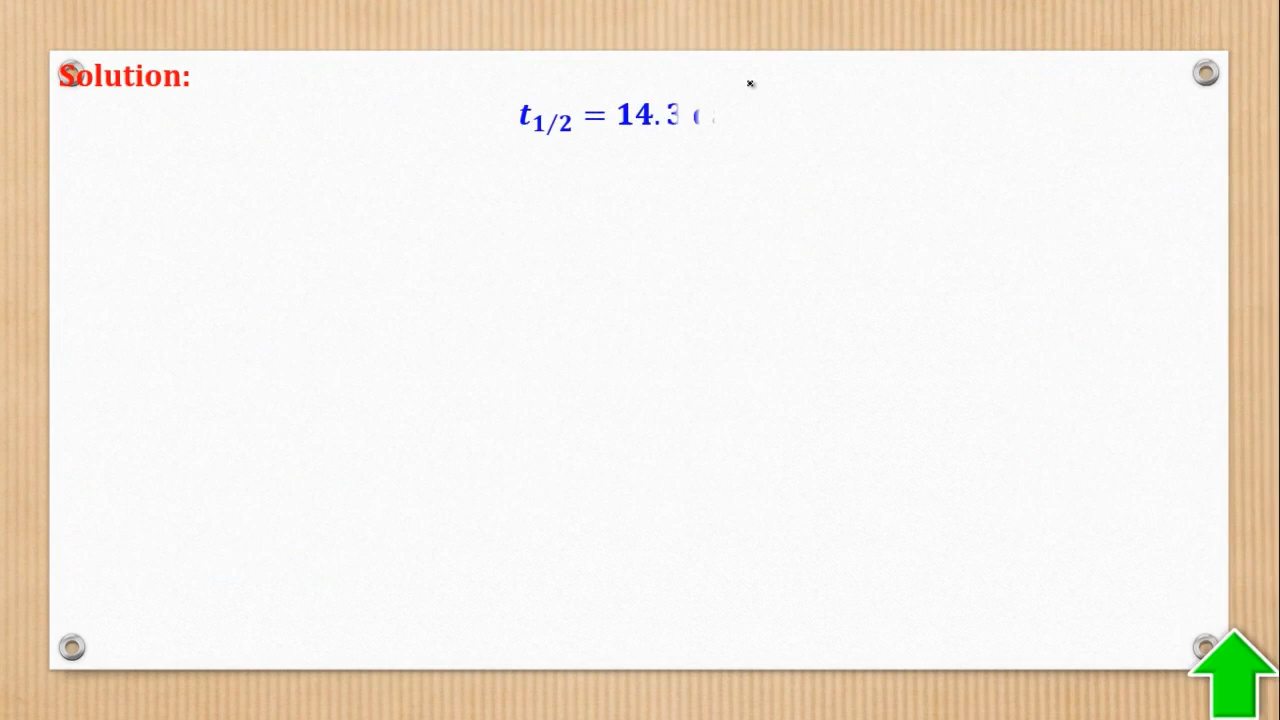 Solution:
t1/2 = 14.3